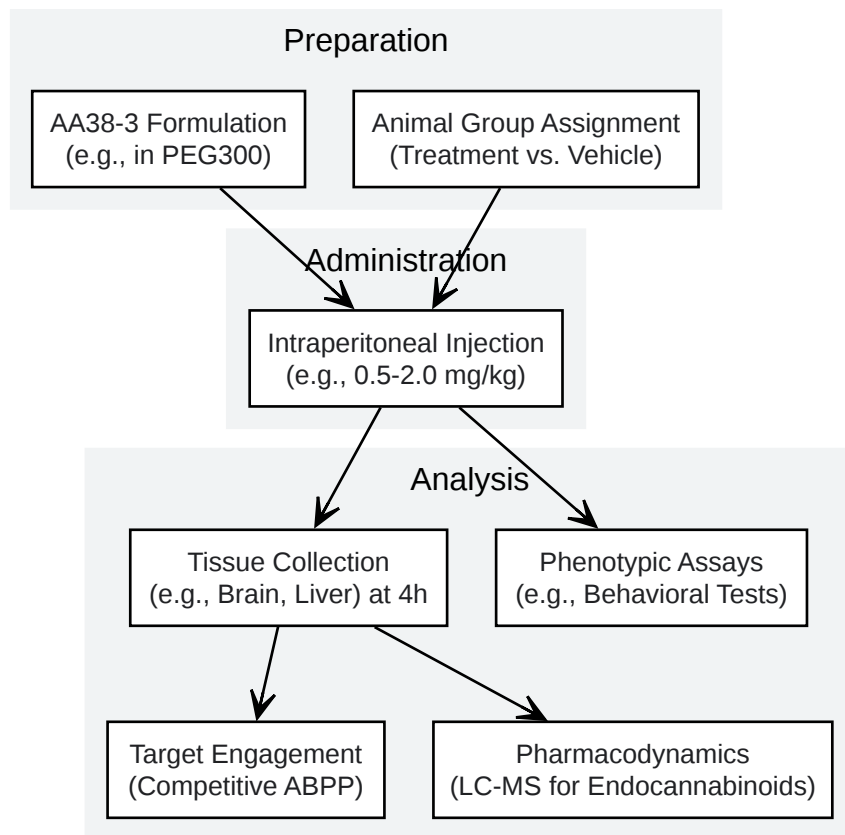 Preparation
AA38-3 Formulation
(e.g., in PEG300)
Animal Group Assignment
(Treatment vs. Vehicle)
Administration
Intraperitoneal Injection
(e.g., 0.5-2.0 mg/kg)
Analysis
Tissue Collection
(e.g., Brain, Liver) at 4h
Phenotypic Assays
(e.g., Behavioral Tests)
Target Engagement
(Competitive ABPP)
Pharmacodynamics
(LC-MS for Endocannabinoids)